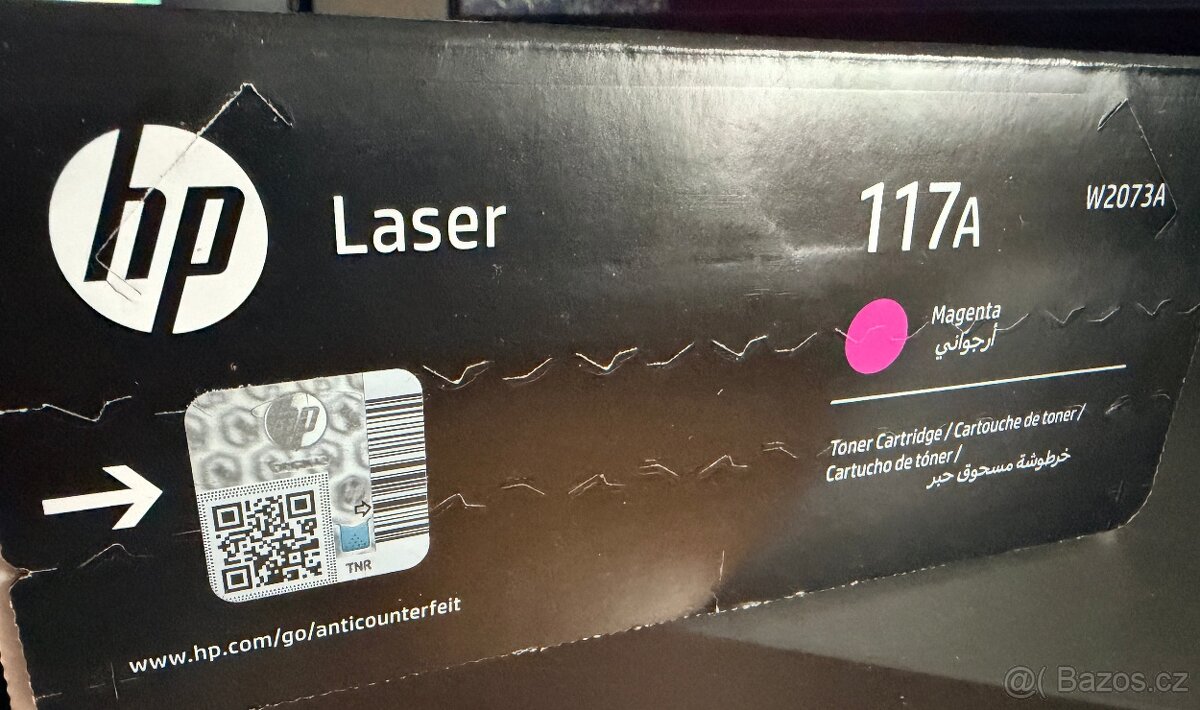 hp
Laser
117A
W2073A
Magenta
أرجواني
Toner Cartridge / Cartouche de toner /
Cartucho de tóner /
خرطوشة مسحوق حبر
hp
TNR
www.hp.com/go/anticounterfeit
@( Bazos.cz